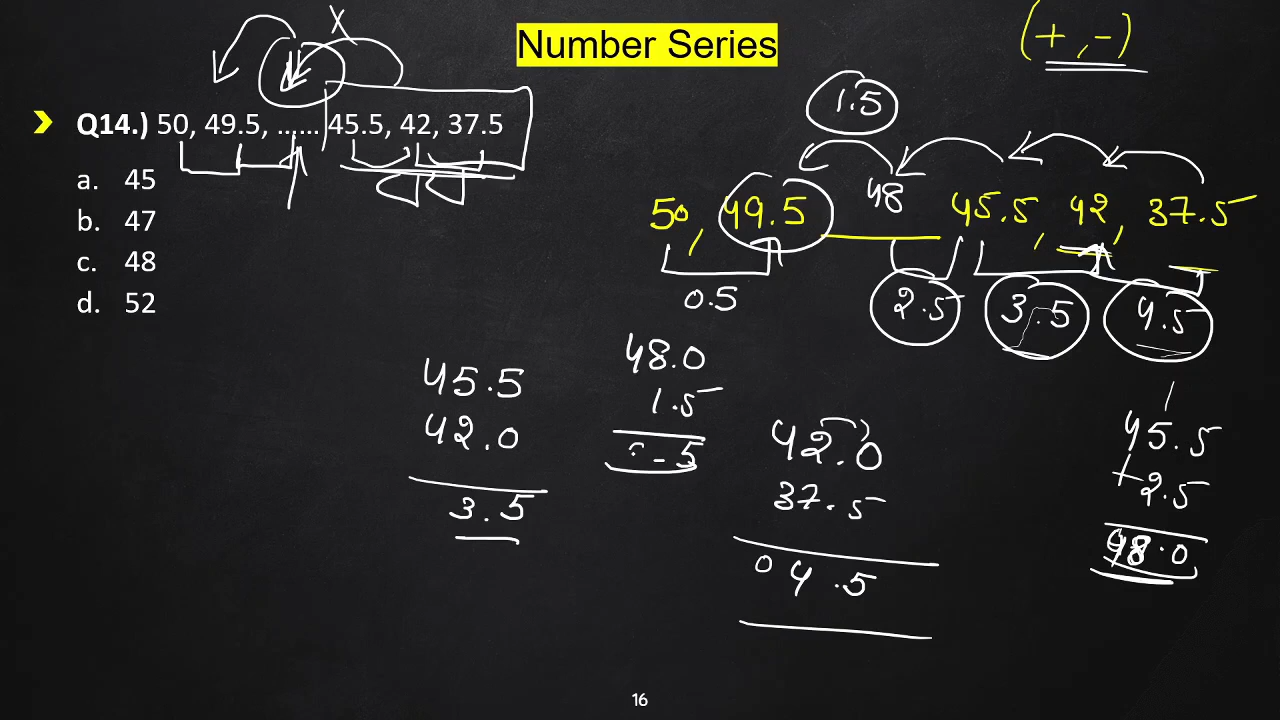 Number Series
(+,-)
X
Q14.) 50, 49.5, ...... 45.5, 42, 37.5
a. 45
b. 47
c. 48
d. 52
1.5
50, 49.5 48 45.5, 42, 37.5
0.5 2.5 3.5 4.5
45.5
42.0
3.5
48.0
1.5
42.0
37.5
04.5
1
45.5
+2.5
48.0
16